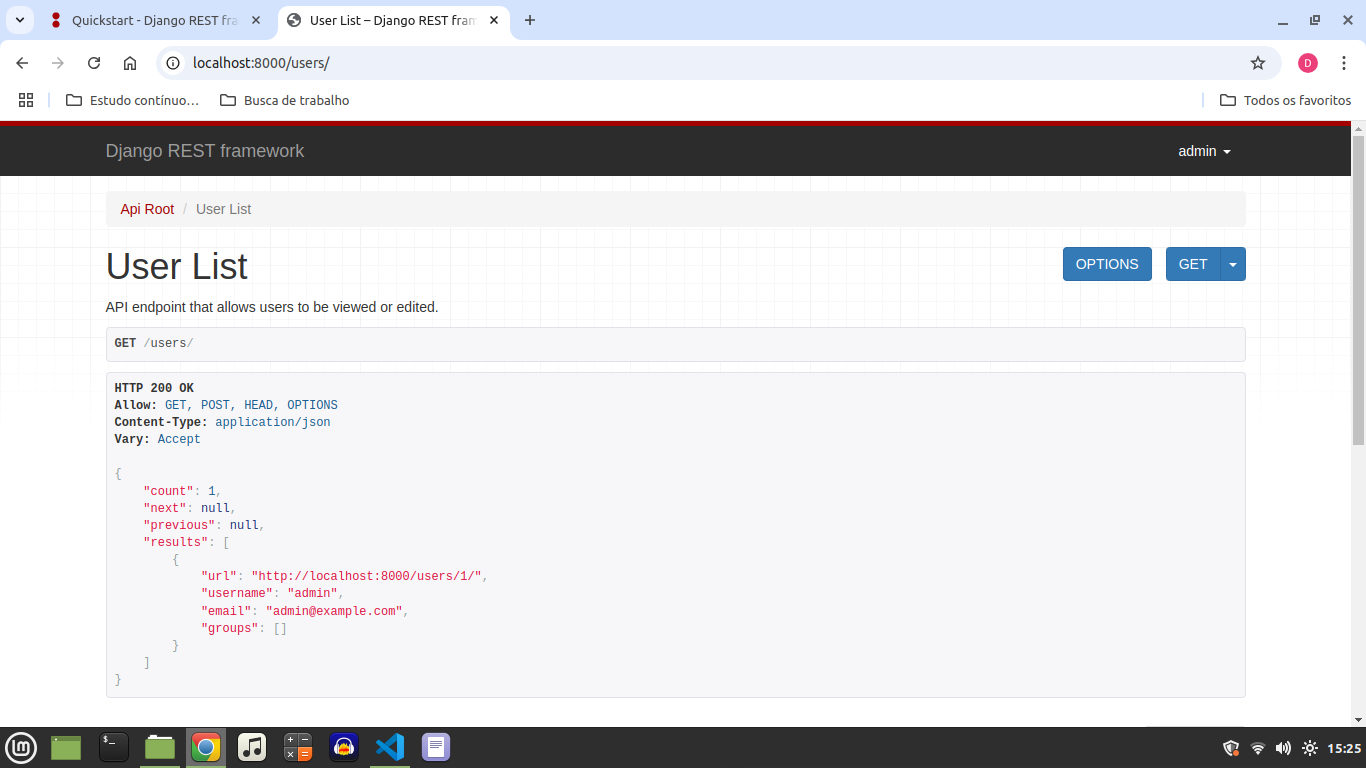 Quickstart - Django REST fra
User List – Django REST fram
localhost:8000/users/
D
Estudo contínuo…
Busca de trabalho
Todos os favoritos
Django REST framework
admin
Api Root / User List
User List
OPTIONS
GET
API endpoint that allows users to be viewed or edited.
GET /users/
HTTP 200 OK
Allow: GET, POST, HEAD, OPTIONS
Content-Type: application/json
Vary: Accept
{
    "count": 1,
    "next": null,
    "previous": null,
    "results": [
        {
            "url": "http://localhost:8000/users/1/",
            "username": "admin",
            "email": "admin@example.com",
            "groups": []
        }
    ]
}
15:25